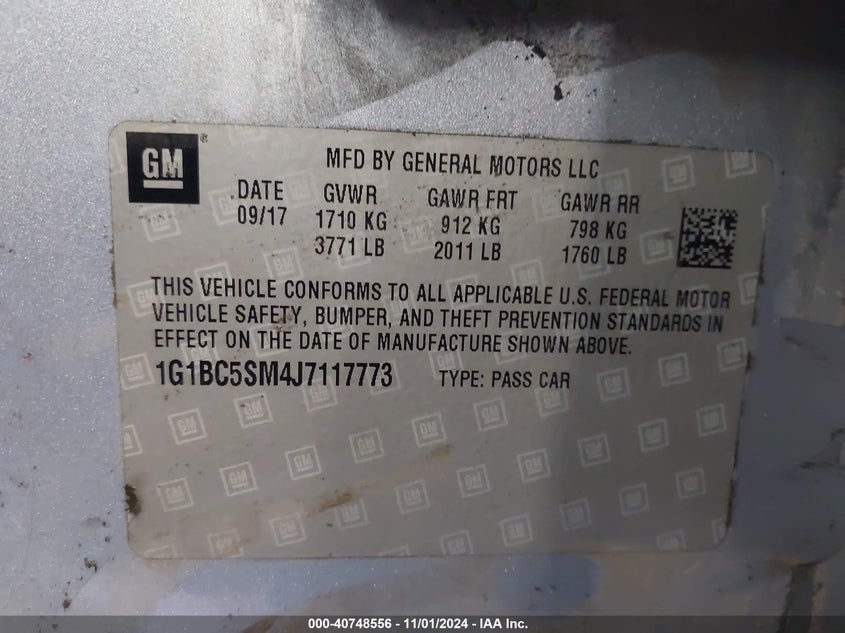 GM
MFD BY GENERAL MOTORS LLC
DATE GVWR GAWR FRT GAWR RR
09/17 1710 KG 912 KG 798 KG
3771 LB 2011 LB 1760 LB
THIS VEHICLE CONFORMS TO ALL APPLICABLE U.S. FEDERAL MOTOR
VEHICLE SAFETY, BUMPER, AND THEFT PREVENTION STANDARDS IN
EFFECT ON THE DATE OF MANUFACTURE SHOWN ABOVE.
1G1BC5SM4J7117773 TYPE: PASS CAR
000-40748556 - 11/01/2024 - IAA Inc.